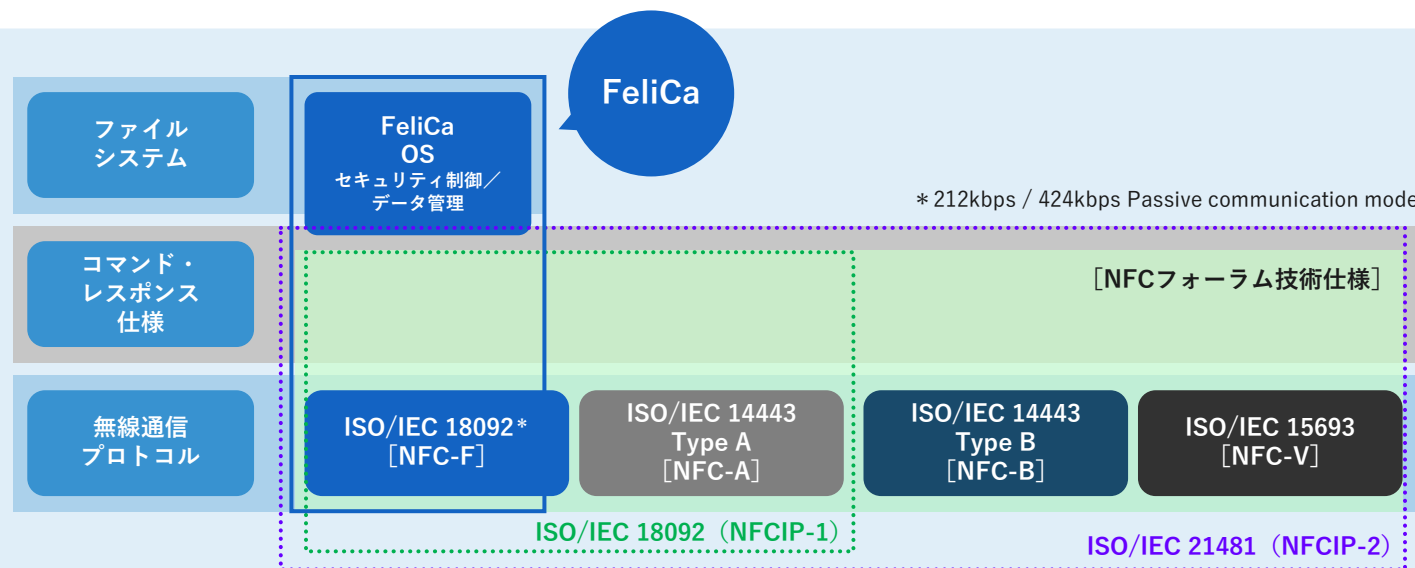 FeliCa
ファイル
システム
FeliCa
OS
セキュリティ制御／
データ管理
＊212kbps / 424kbps Passive communication mode
コマンド・
レスポンス
仕様
［NFCフォーラム技術仕様］
無線通信
プロトコル
ISO/IEC 18092*
［NFC-F］
ISO/IEC 14443
Type A
［NFC-A］
ISO/IEC 14443
Type B
［NFC-B］
ISO/IEC 15693
［NFC-V］
ISO/IEC 18092（NFCIP-1）
ISO/IEC 21481（NFCIP-2）